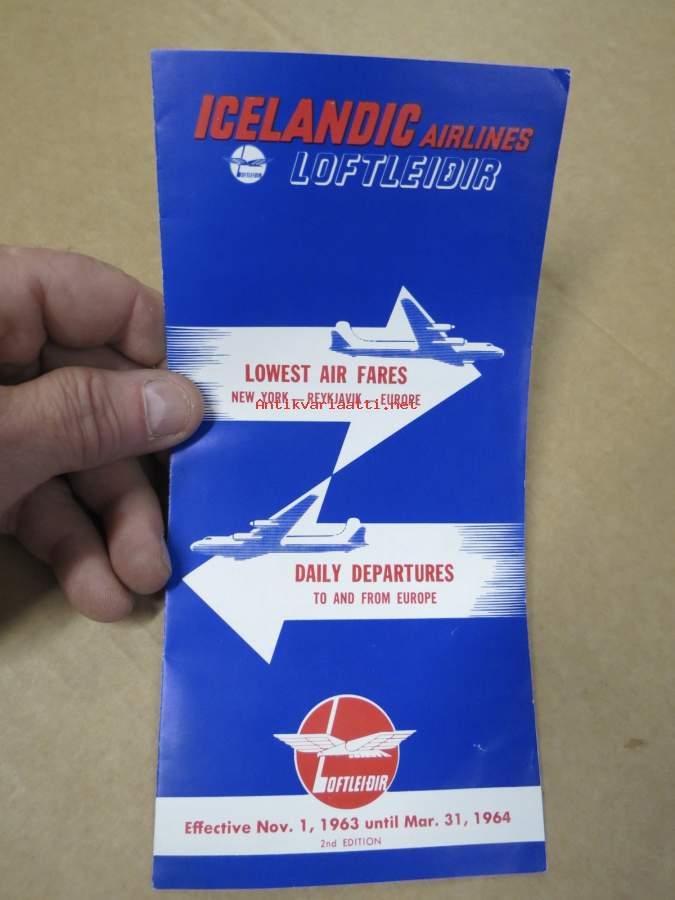 ICELANDIC AIRLINES
LOFTLEIDIR
LOFTLEIDIR
LOWEST AIR FARES
NEW YORK — REYKJAVIK — EUROPE
Antikvariaatti.net
DAILY DEPARTURES
TO AND FROM EUROPE
LOFTLEIDIR
Effective Nov. 1, 1963 until Mar. 31, 1964
2nd EDITION